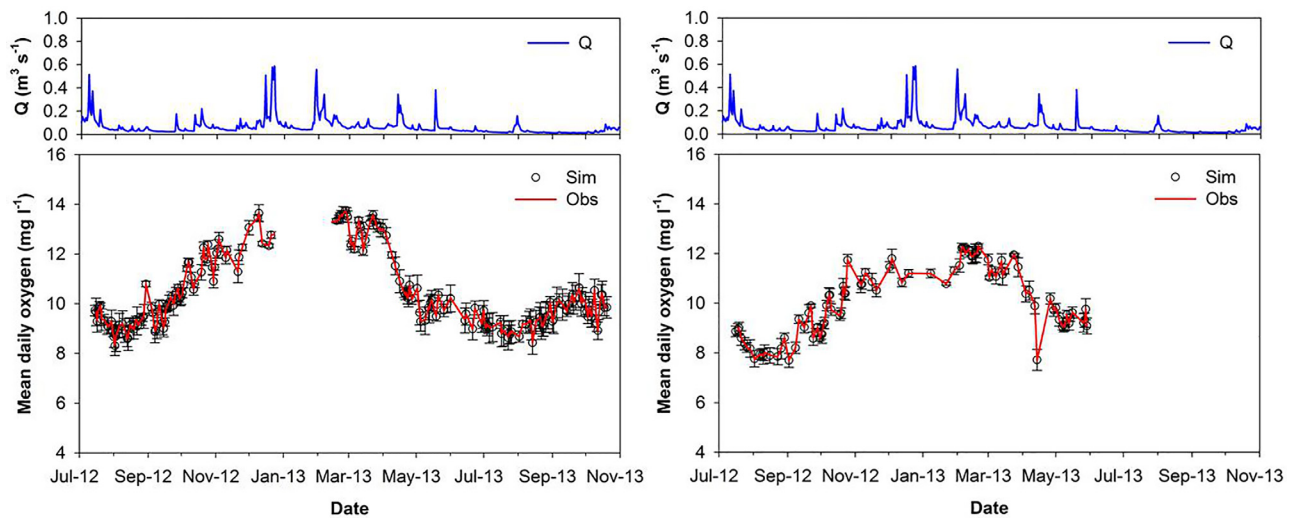 Q (m³ s⁻¹)
1.0
0.8
0.6
0.4
0.2
0.0
Q
Mean daily oxygen (mg l⁻¹)
16
14
12
10
8
6
4
Sim
Obs
Jul-12 Sep-12 Nov-12 Jan-13 Mar-13 May-13 Jul-13 Sep-13 Nov-13
Date
Q (m³ s⁻¹)
1.0
0.8
0.6
0.4
0.2
0.0
Q
Mean daily oxygen (mg l⁻¹)
16
14
12
10
8
6
4
Sim
Obs
Jul-12 Sep-12 Nov-12 Jan-13 Mar-13 May-13 Jul-13 Sep-13 Nov-13
Date